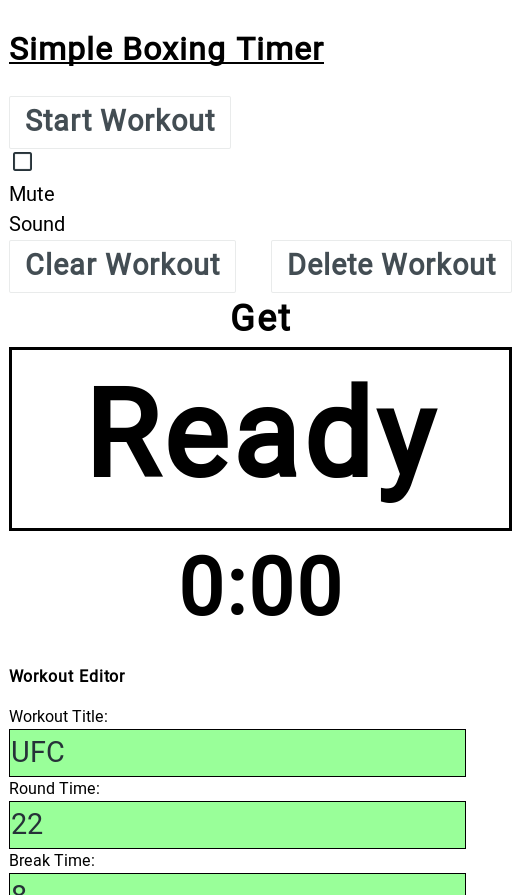 Simple Boxing Timer
Start Workout
Mute
Sound
Clear Workout Delete Workout
Get
Ready
0:00
Workout Editor
Workout Title:
UFC
Round Time:
22
Break Time:
8